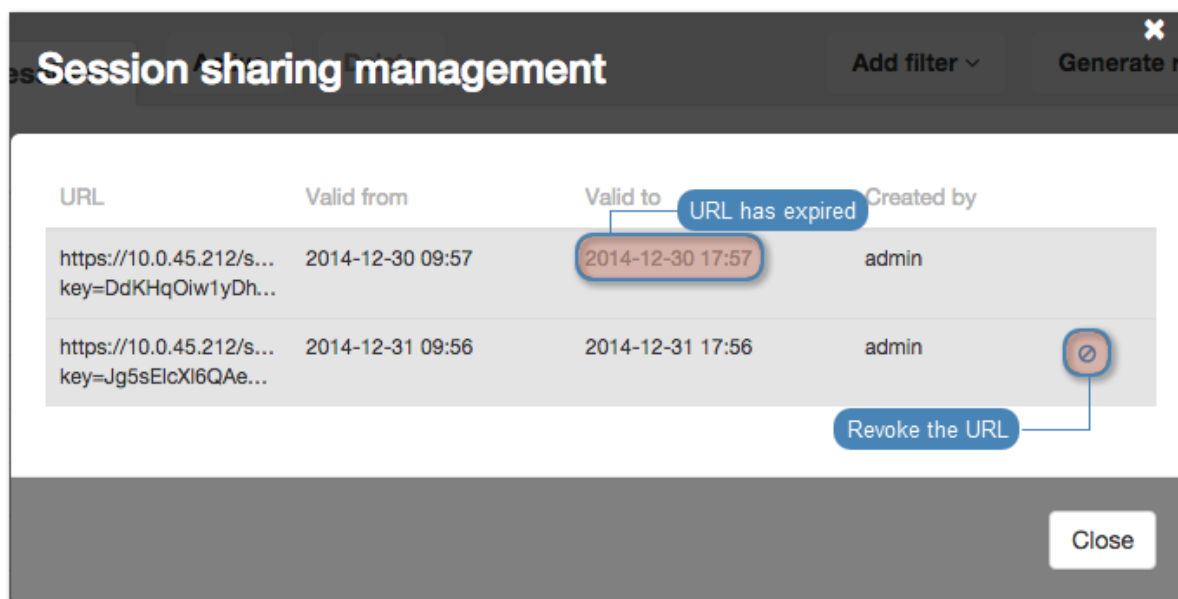 Session sharing management
Add filter
Generate
URL
Valid from
Valid to
Created by
URL has expired
https://10.0.45.212/s... 2014-12-30 09:57 2014-12-30 17:57 admin
key=DdKHqOiw1yDh...
https://10.0.45.212/s... 2014-12-31 09:56 2014-12-31 17:56 admin
key=Jg5sElcXl6QAe...
Revoke the URL
Close